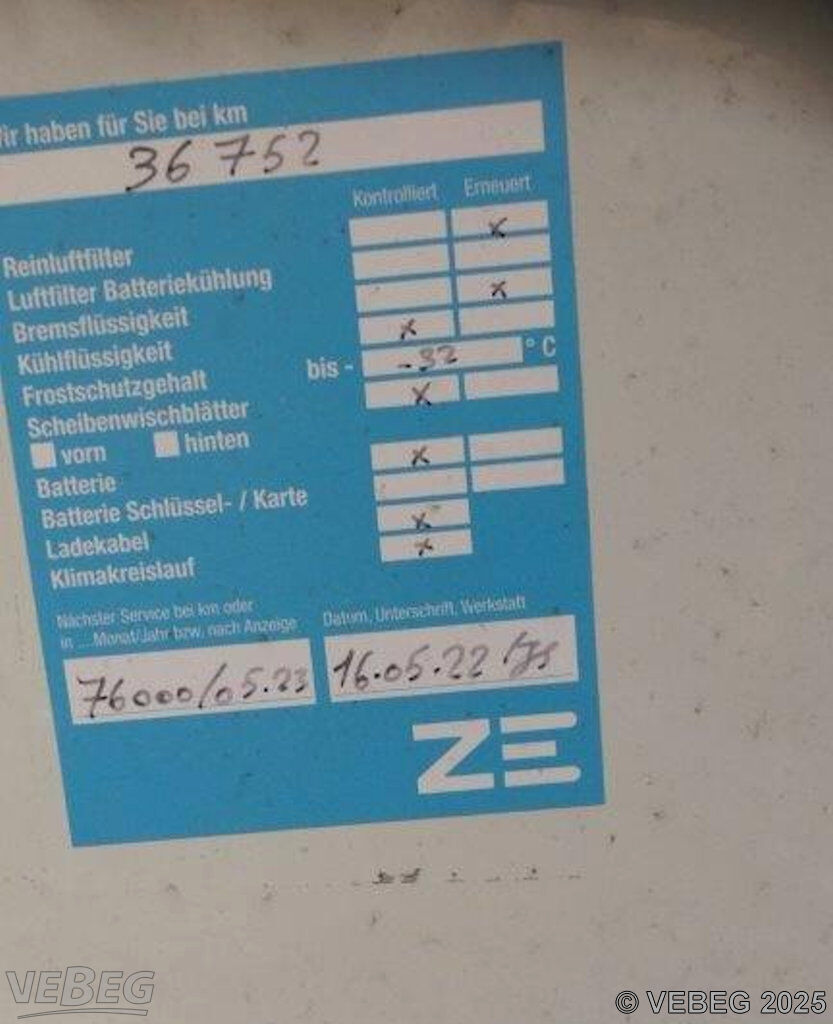 ir haben für Sie bei km
36 752
Kontrolliert Erneuert
Reinluftfilter x
Luftfilter Batteriekühlung
Bremsflüssigkeit x
Kühlflüssigkeit x
Frostschutzgehalt bis - -32 °C
Scheibenwischblätter x
vorn hinten
Batterie x
Batterie Schlüssel- / Karte
Ladekabel x
Klimakreislauf x
Nächster Service bei km oder
in ...Monat/Jahr bzw. nach Anzeige
Datum, Unterschrift, Werkstatt
76000/05.23
16.05.22
ZE
VEBEG
© VEBEG 2025